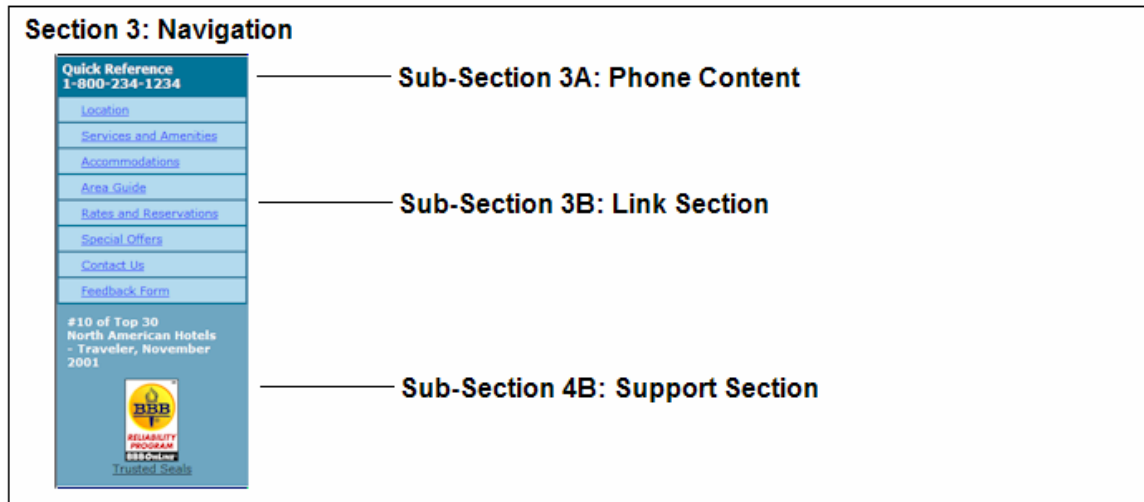 Section 3: Navigation
Quick Reference
1-800-234-1234
Sub-Section 3A: Phone Content
Location
Services and Amenities
Accommodations
Area Guide
Rates and Reservations
Sub-Section 3B: Link Section
Special Offers
Contact Us
Feedback Form
#10 of Top 30
North American Hotels
- Traveler, November
2001
Sub-Section 4B: Support Section
BBB
RELIABILITY
PROGRAM
BBBOnLine
Trusted Seals